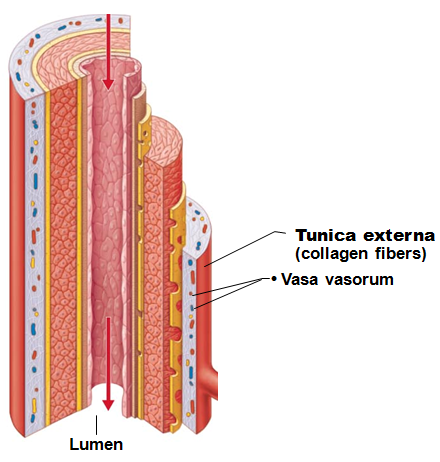 Tunica externa
(collagen fibers)
• Vasa vasorum
Lumen